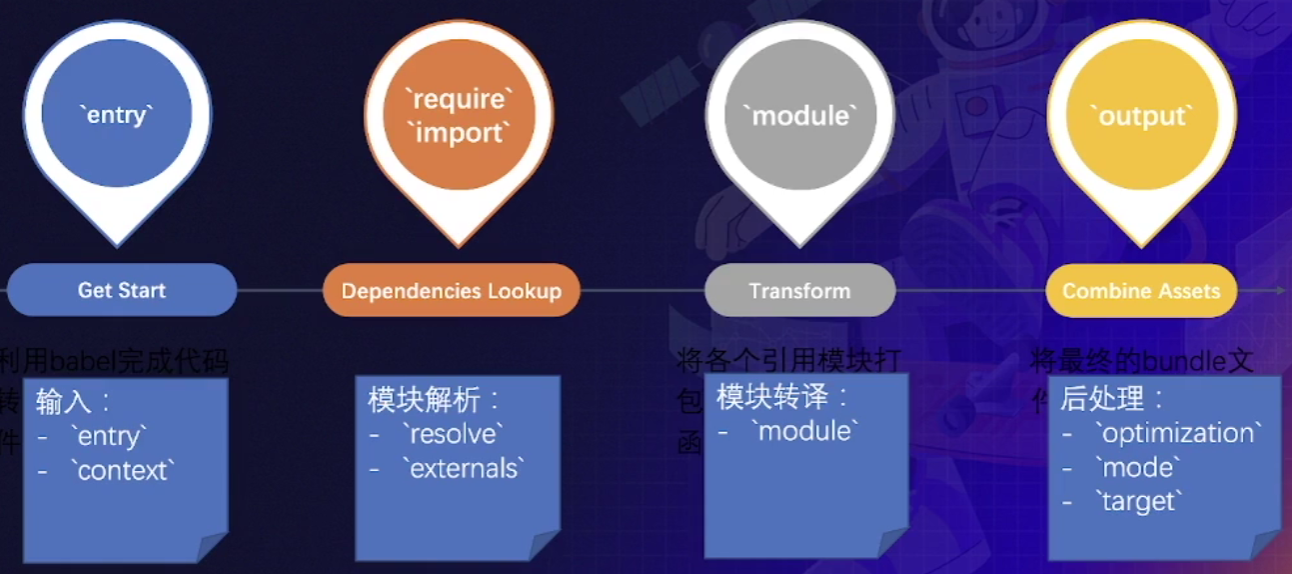 `entry`
`require`
`import`
`module`
`output`
Get Start
Dependencies Lookup
Transform
Combine Assets
利用babel完成代码
转
件
将各个引用模块打
包
函
将最终的bundle文
件
输入：
- `entry`
- `context`
模块解析：
- `resolve`
- `externals`
模块转译：
- `module`
后处理：
- `optimization`
- `mode`
- `target`